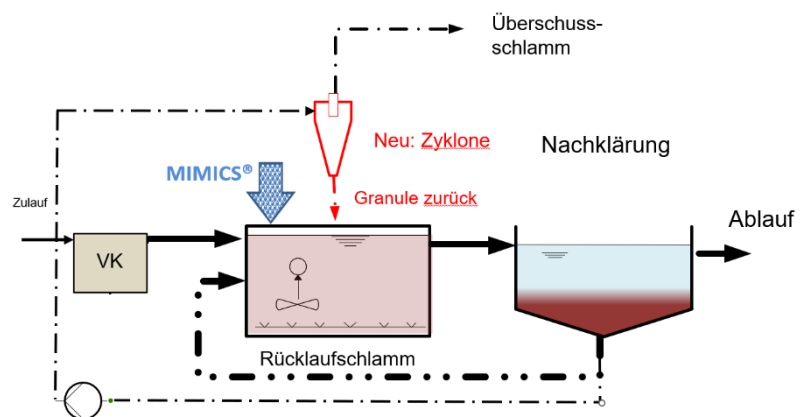 Überschuss-
schlamm
Neu: Zyklone
Nachklärung
MIMICS®
Granule zurück
Zulauf
Ablauf
VK
Rücklaufschlamm